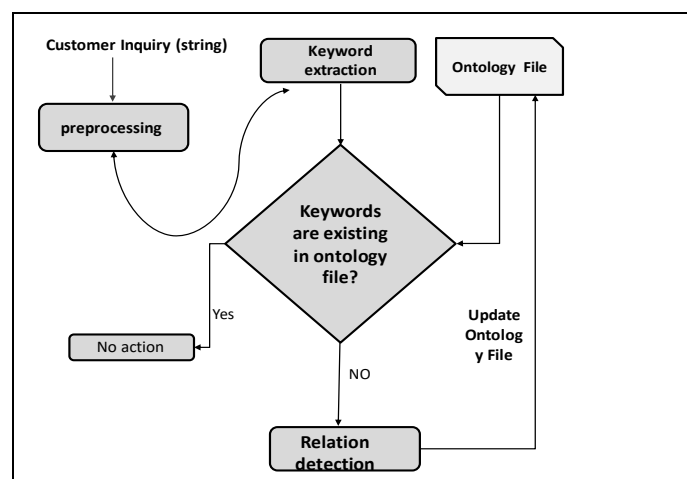 Customer Inquiry (string)
Keyword
extraction
Ontology File
preprocessing
Keywords
are existing
in ontology
file?
Yes
No action
Update
Ontolog
y File
NO
Relation
detection